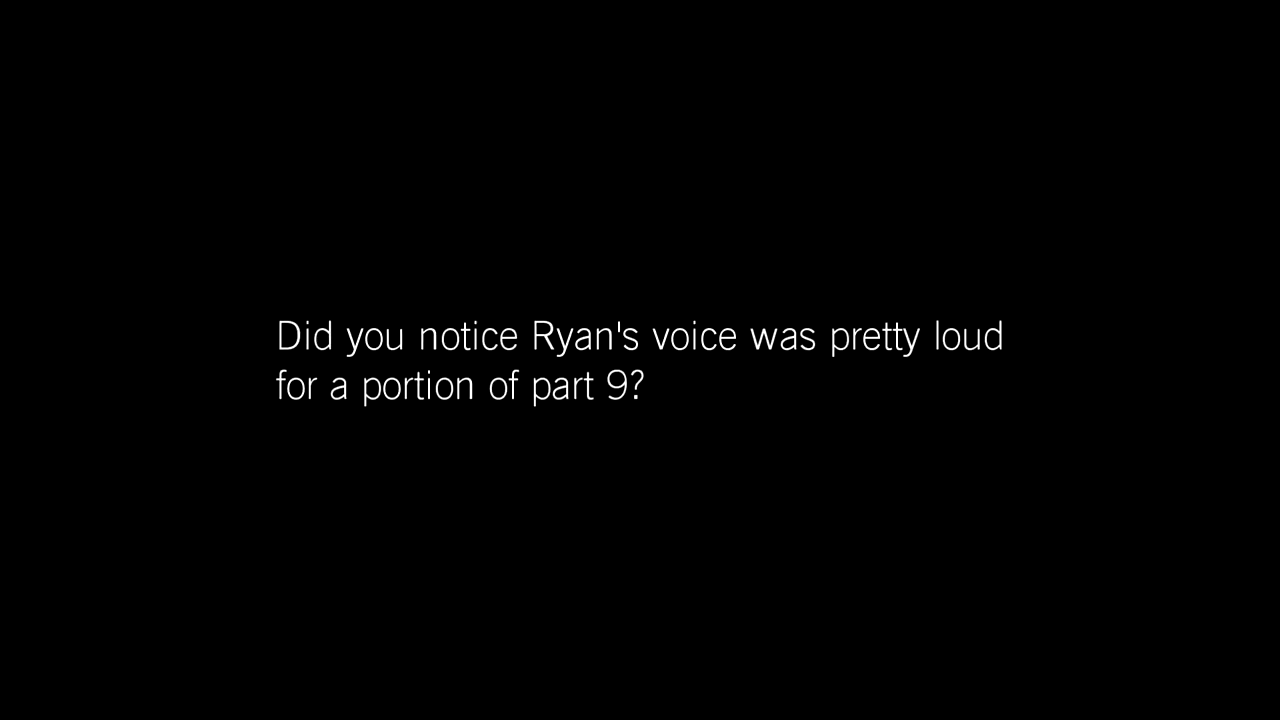 Did you notice Ryan's voice was pretty loud
for a portion of part 9?